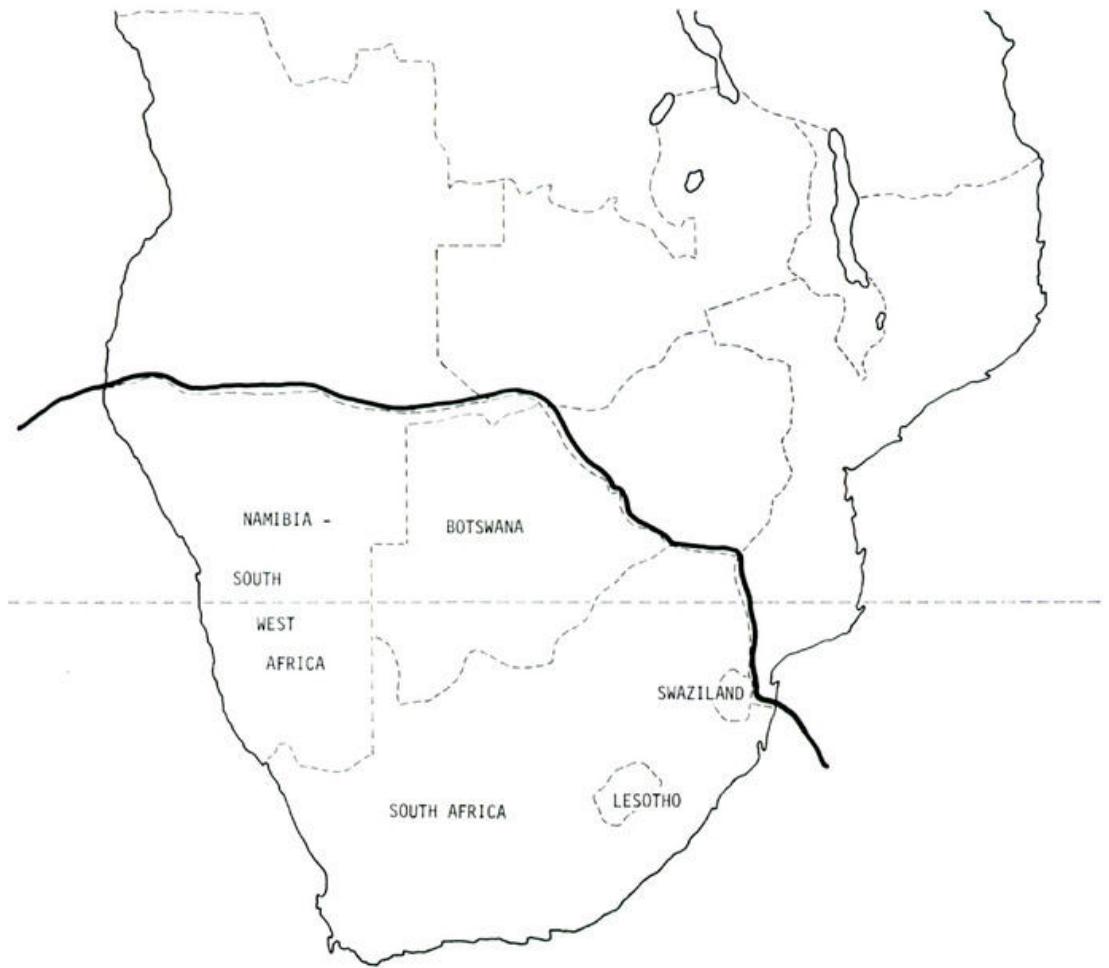 NAMIBIA -
BOTSWANA
SOUTH
WEST
AFRICA
SWAZILAND
SOUTH AFRICA
LESOTHO